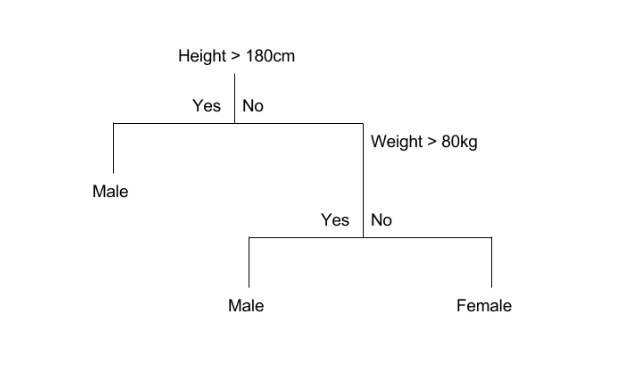 Height > 180cm
Yes No
Weight > 80kg
Male
Yes No
Male Female